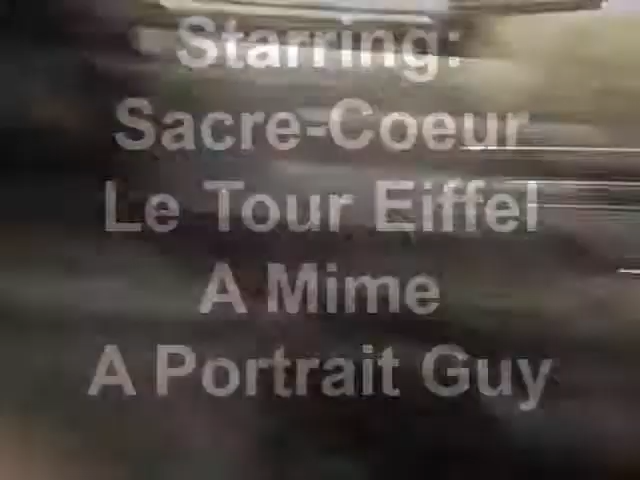 Starring:
Sacre-Coeur
Le Tour Eiffel
A Mime
A Portrait Guy